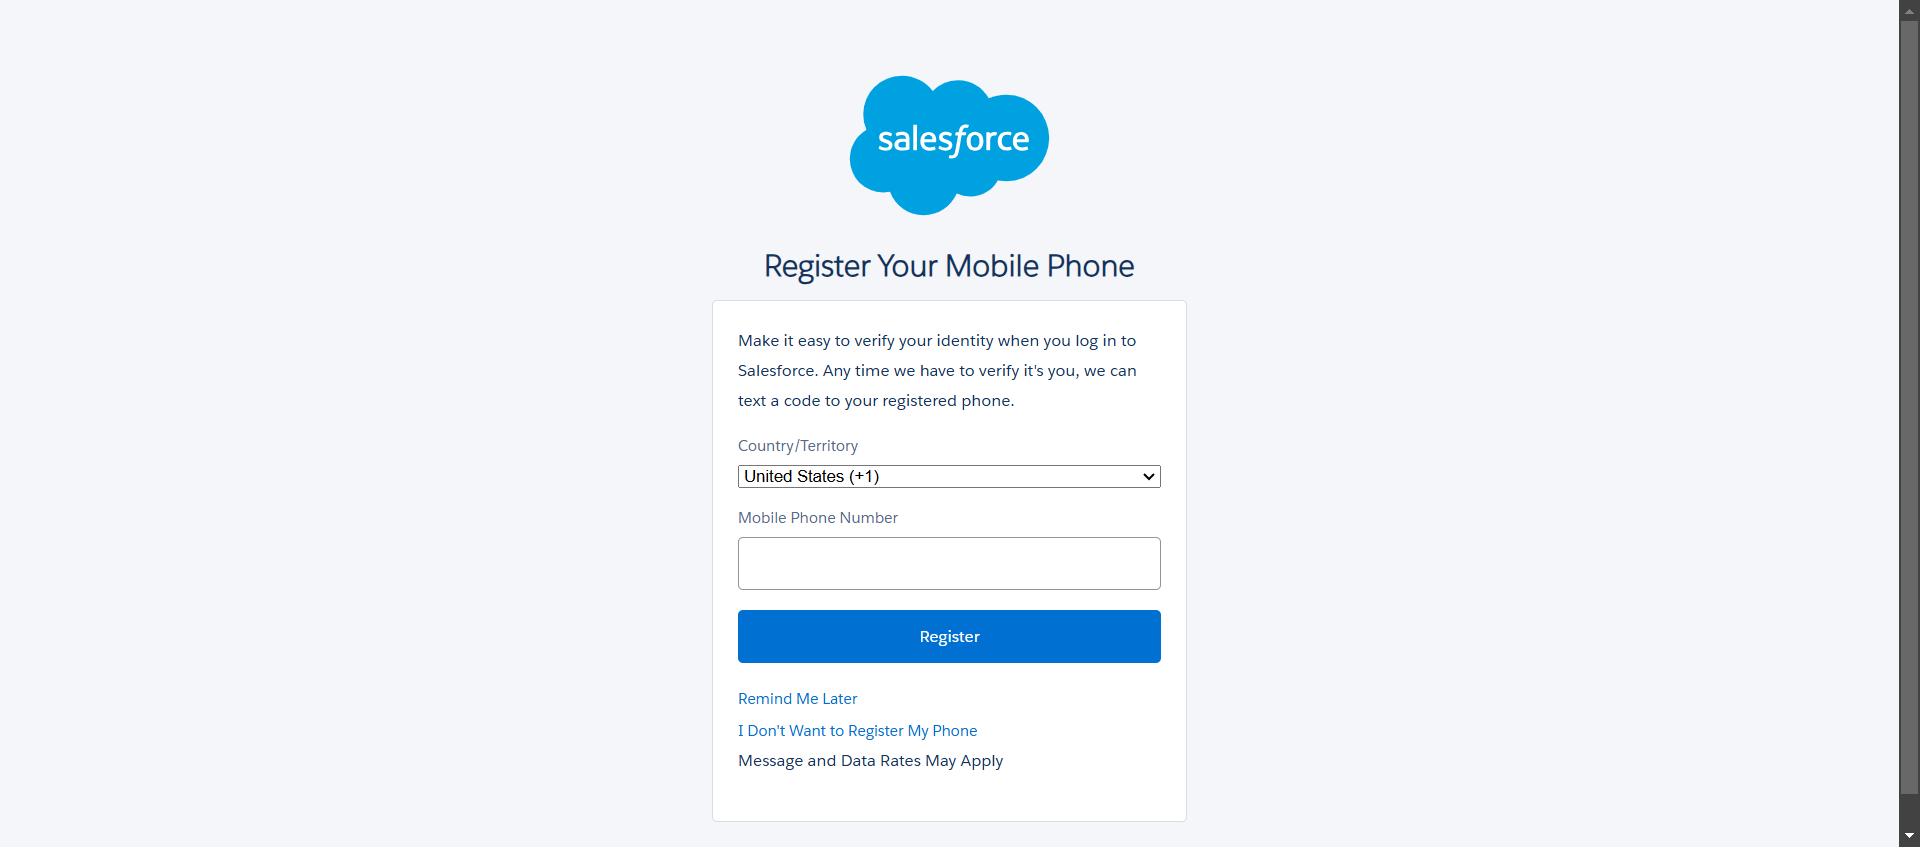 salesforce
Register Your Mobile Phone
Make it easy to verify your identity when you log in to
Salesforce. Any time we have to verify it's you, we can
text a code to your registered phone.
Country/Territory
United States (+1)
Mobile Phone Number
Register
Remind Me Later
I Don't Want to Register My Phone
Message and Data Rates May Apply